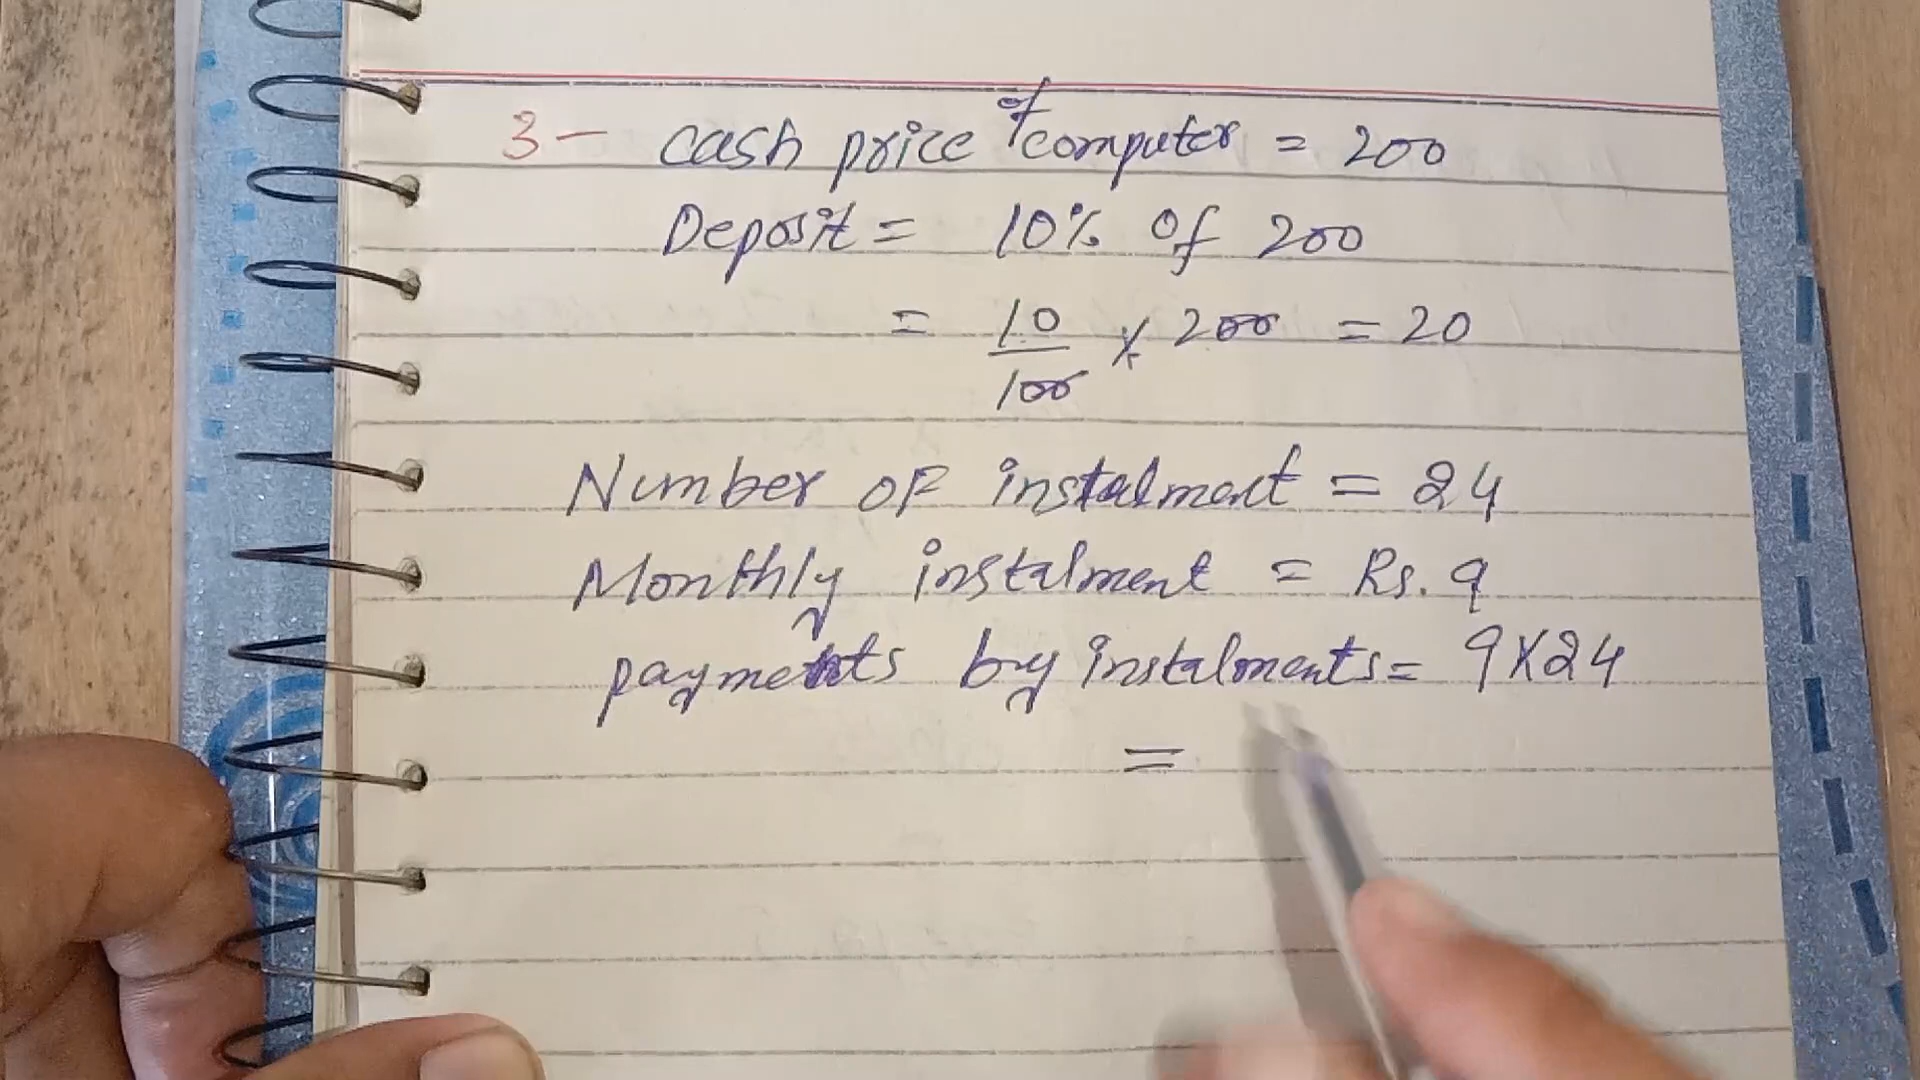 3- cash price of computer = 200
Deposit = 10% of 200
= 10/100 × 200 = 20
Number of instalment = 24
Monthly instalment = Rs. 9
payments by instalments = 9×24
=